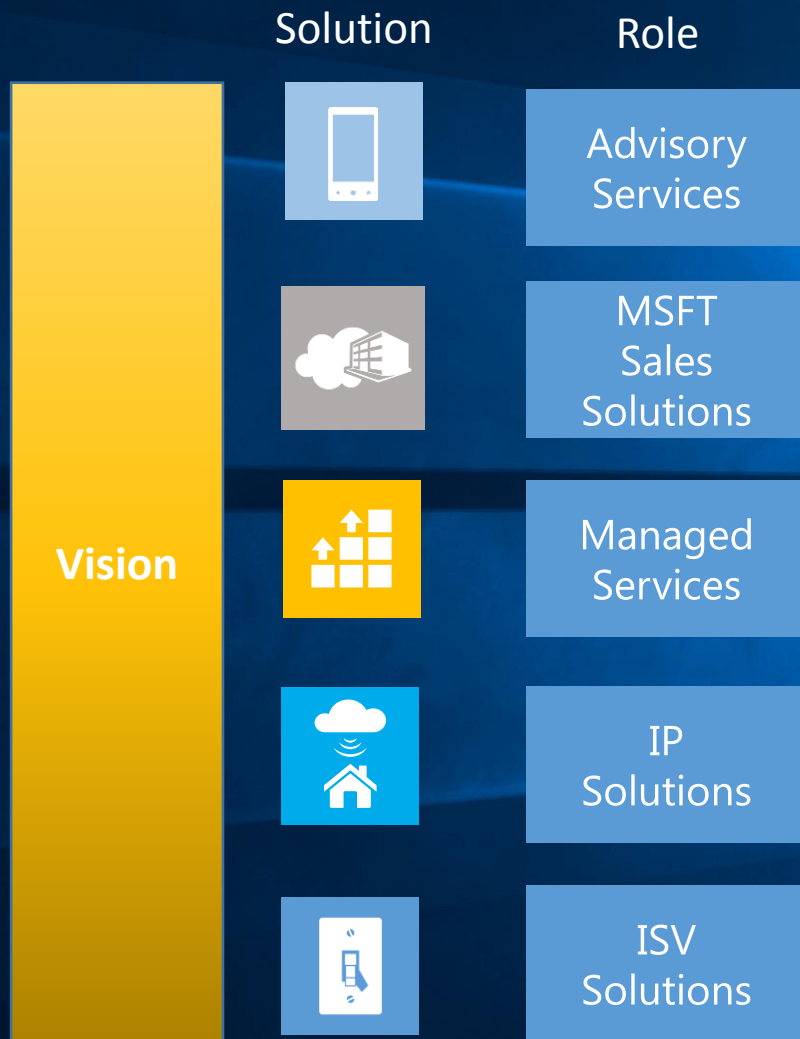 Solution
Role
Advisory
Services
MSFT
Sales
Solutions
Managed
Services
Vision
IP
Solutions
ISV
Solutions